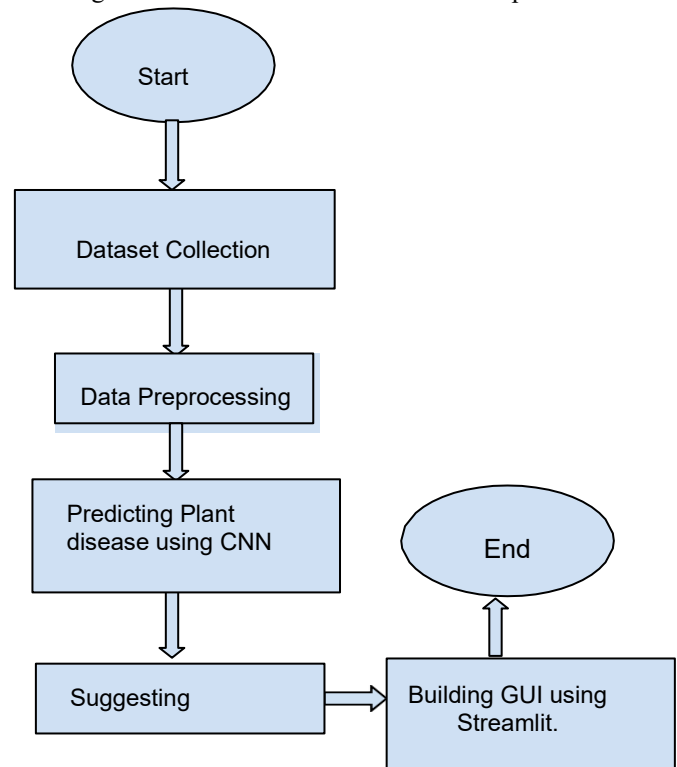 Start
Dataset Collection
Data Preprocessing
Predicting Plant
disease using CNN
Suggesting
Building GUI using
Streamlit.
End